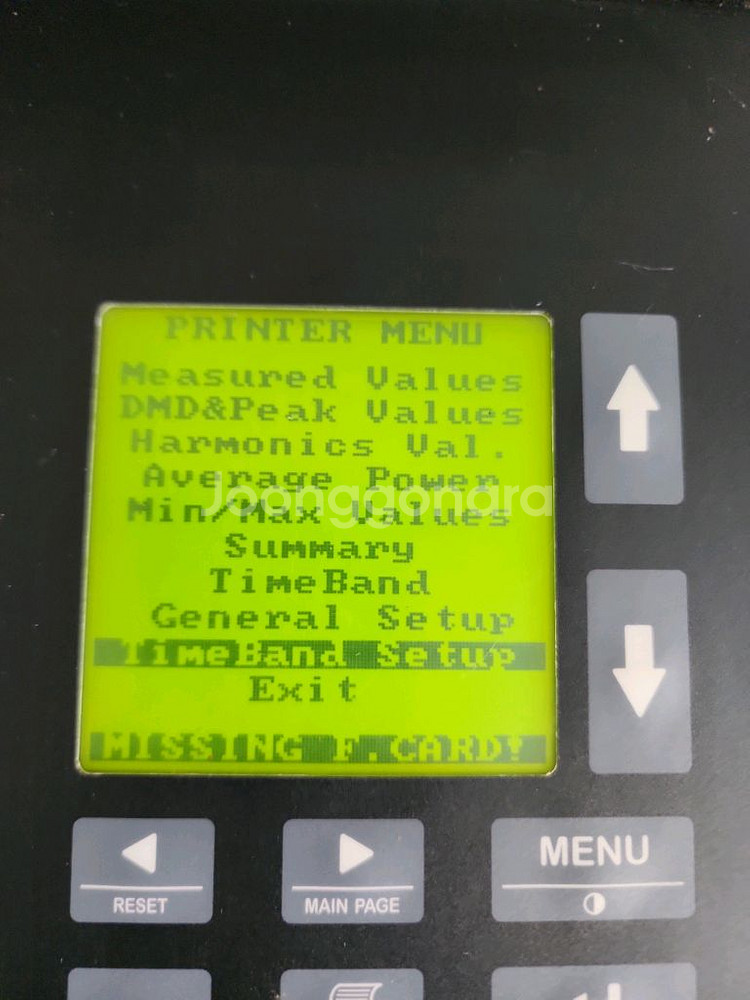 PRINTER MENU
Measured Values
DMD&Peak Values
Harmonics Val.
Average Power
Joonggonara
Min/Max Values
Summary
TimeBand
General Setup
TimeBand Setup
Exit
MISSING F.CARD!
MENU
RESET
MAIN PAGE